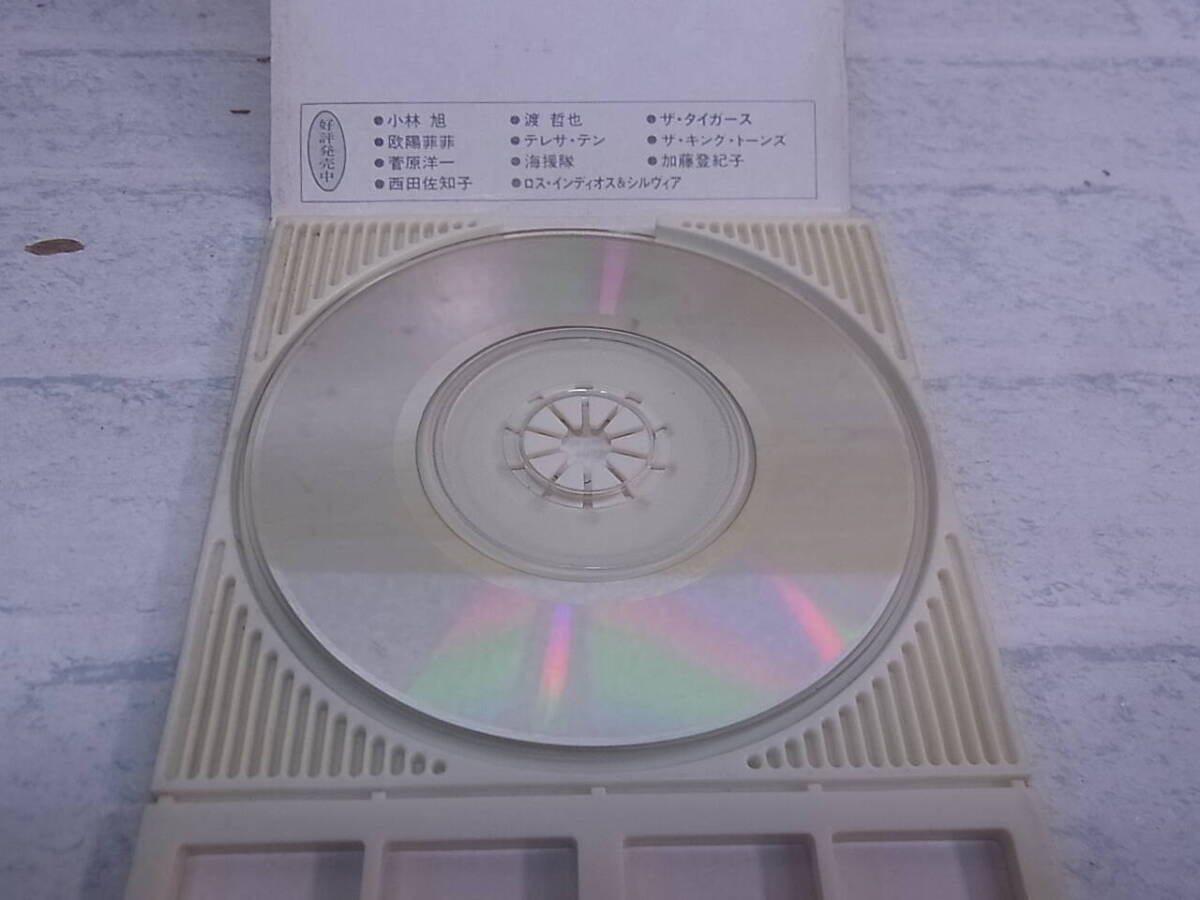 好評発売中
●小林 旭 ●渡 哲也 ●ザ・タイガース
●欧陽菲菲 ●テレサ・テン ●ザ・キング・トーンズ
●菅原洋一 ●海援隊 ●加藤登紀子
●西田佐知子 ●ロス・インディオス&シルヴィア